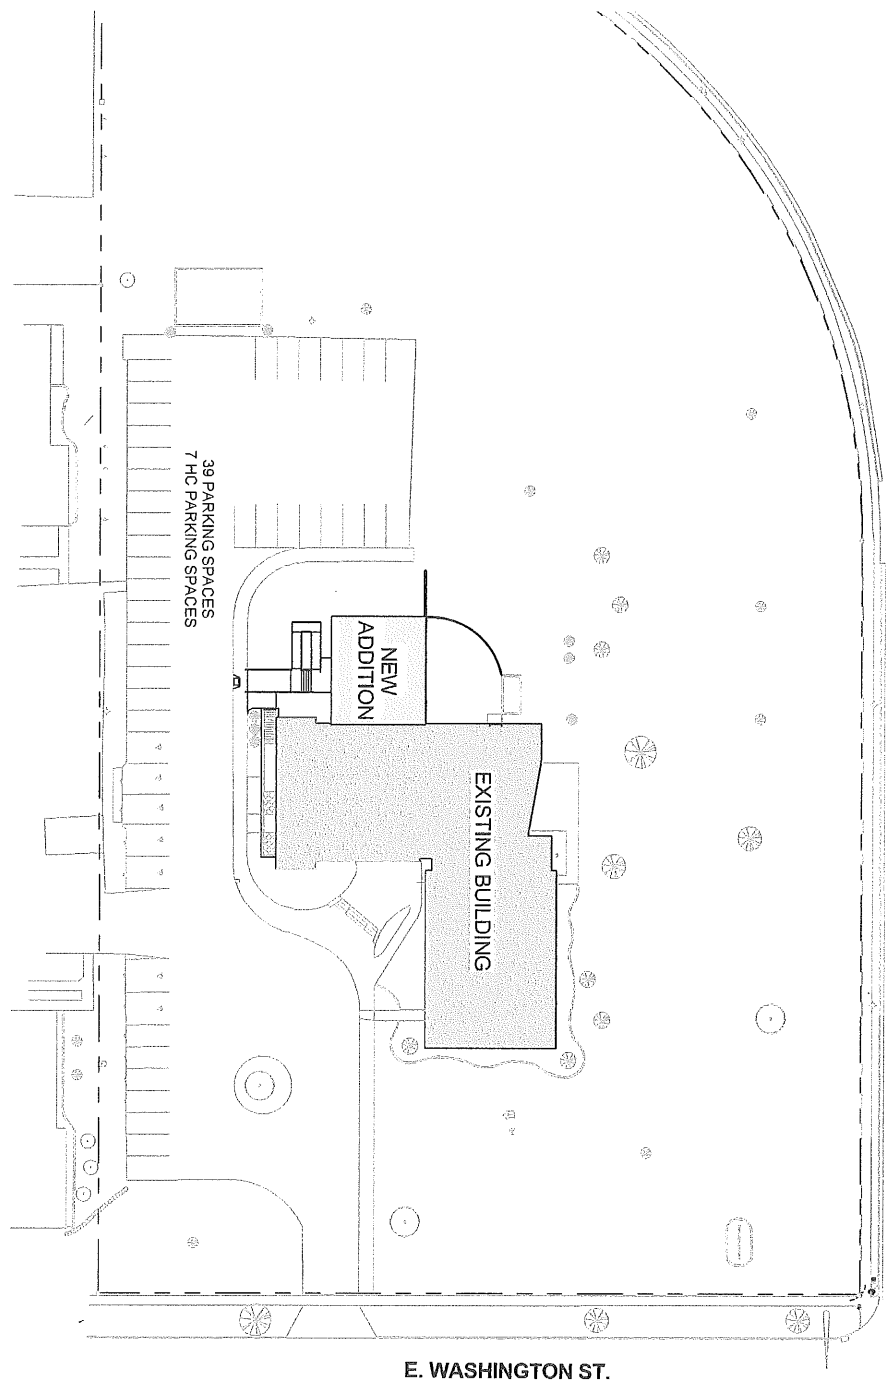 39 PARKING SPACES
7 HC PARKING SPACES
NEW
ADDITION
EXISTING BUILDING
E. WASHINGTON ST.